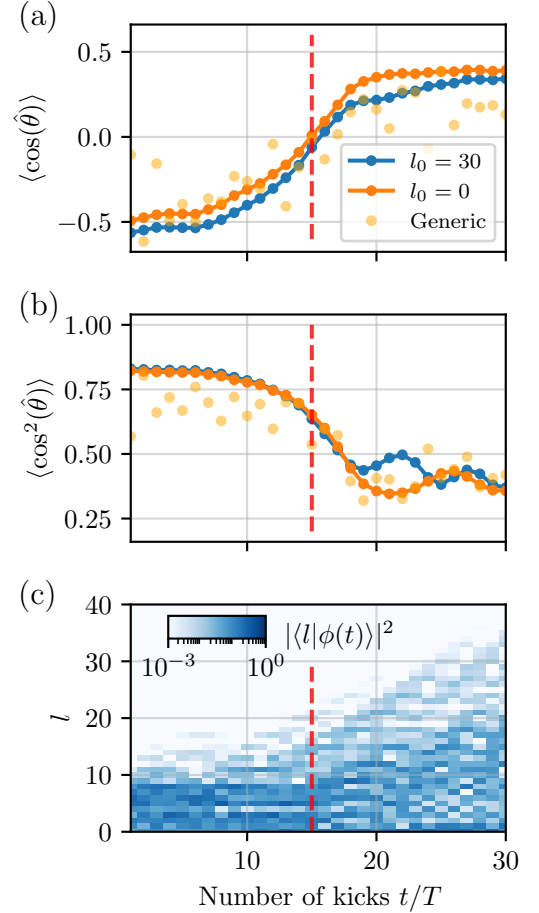 (a)
⟨cos(θ̂)⟩
0.5
0.0
−0.5
l₀ = 30
l₀ = 0
Generic
(b)
⟨cos²(θ̂)⟩
1.00
0.75
0.50
0.25
(c)
l
40
30
20
10
0
|⟨l|ϕ(t)⟩|²
10⁻³ 10⁰
10 20 30
Number of kicks t/T